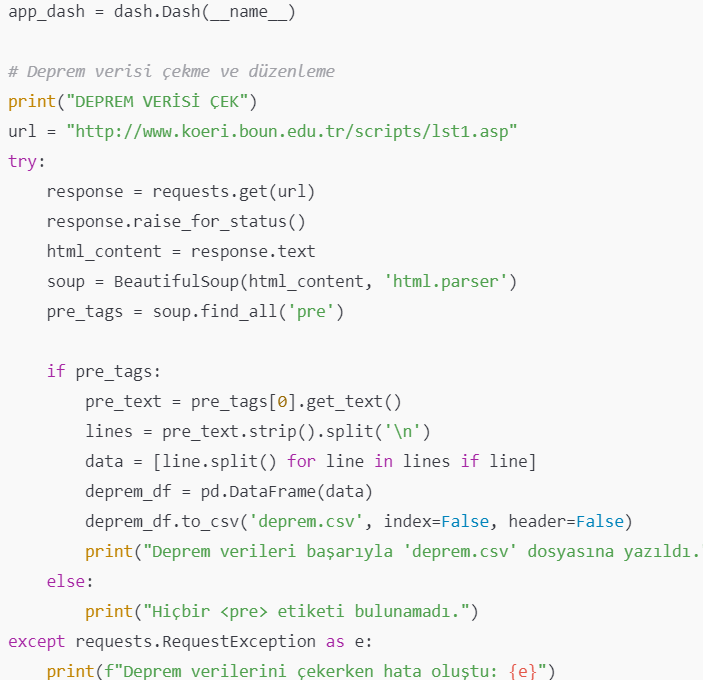 app_dash = dash.Dash(__name__)
# Deprem verisi çekme ve düzenleme
print("DEPREM VERİSİ ÇEK")
url = "http://www.koeri.boun.edu.tr/scripts/lst1.asp"
try:
    response = requests.get(url)
    response.raise_for_status()
    html_content = response.text
    soup = BeautifulSoup(html_content, 'html.parser')
    pre_tags = soup.find_all('pre')
    if pre_tags:
        pre_text = pre_tags[0].get_text()
        lines = pre_text.strip().split('\n')
        data = [line.split() for line in lines if line]
        deprem_df = pd.DataFrame(data)
        deprem_df.to_csv('deprem.csv', index=False, header=False)
        print("Deprem verileri başarıyla 'deprem.csv' dosyasına yazıldı.'
    else:
        print("Hiçbir <pre> etiketi bulunamadı.")
except requests.RequestException as e:
    print(f"Deprem verilerini çekerken hata oluştu: {e}")